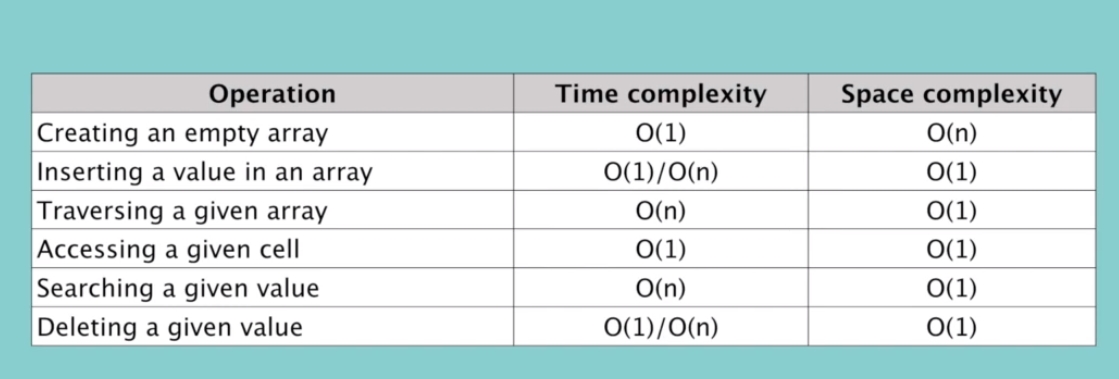 Operation Time complexity Space complexity
Creating an empty array O(1) O(n)
Inserting a value in an array O(1)/O(n) O(1)
Traversing a given array O(n) O(1)
Accessing a given cell O(1) O(1)
Searching a given value O(n) O(1)
Deleting a given value O(1)/O(n) O(1)